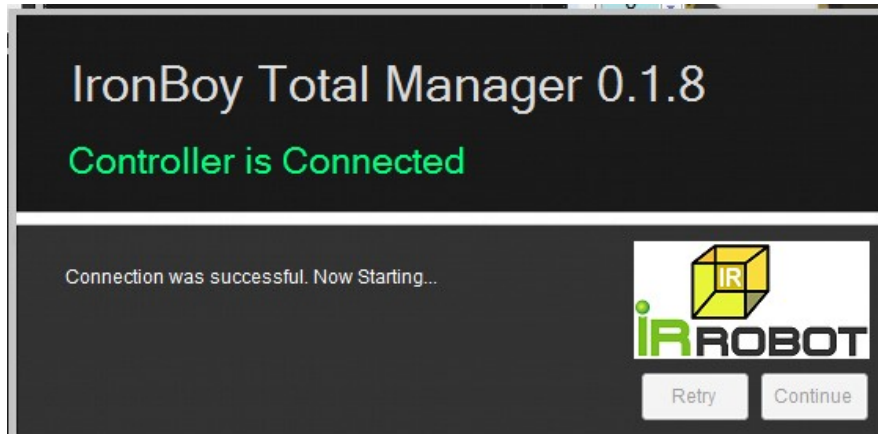 IronBoy Total Manager 0.1.8
Controller is Connected
Connection was successful. Now Starting...
IR
iRROBOT
Retry
Continue